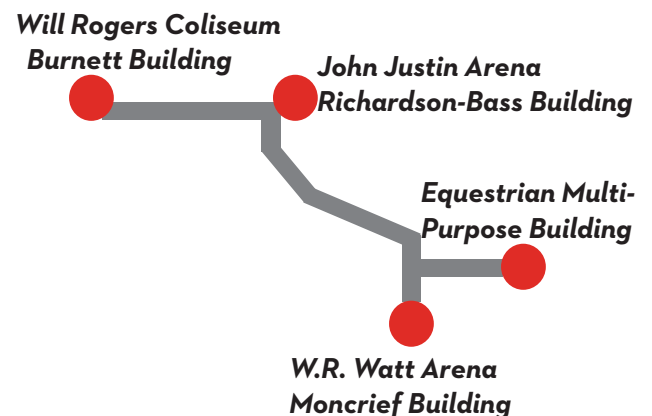 Will Rogers Coliseum
Burnett Building
John Justin Arena
Richardson-Bass Building
Equestrian Multi-
Purpose Building
W.R. Watt Arena
Moncrief Building